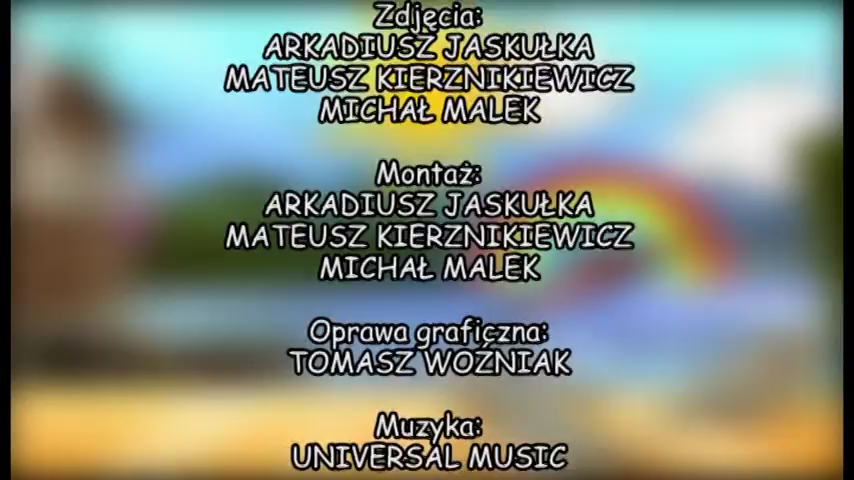 Zdjęcia:
ARKADIUSZ JASKUŁKA
MATEUSZ KIERZNIKIEWICZ
MICHAŁ MALEK
Montaż:
ARKADIUSZ JASKUŁKA
MATEUSZ KIERZNIKIEWICZ
MICHAŁ MALEK
Oprawa graficzna:
TOMASZ WOŹNIAK
Muzyka:
UNIVERSAL MUSIC